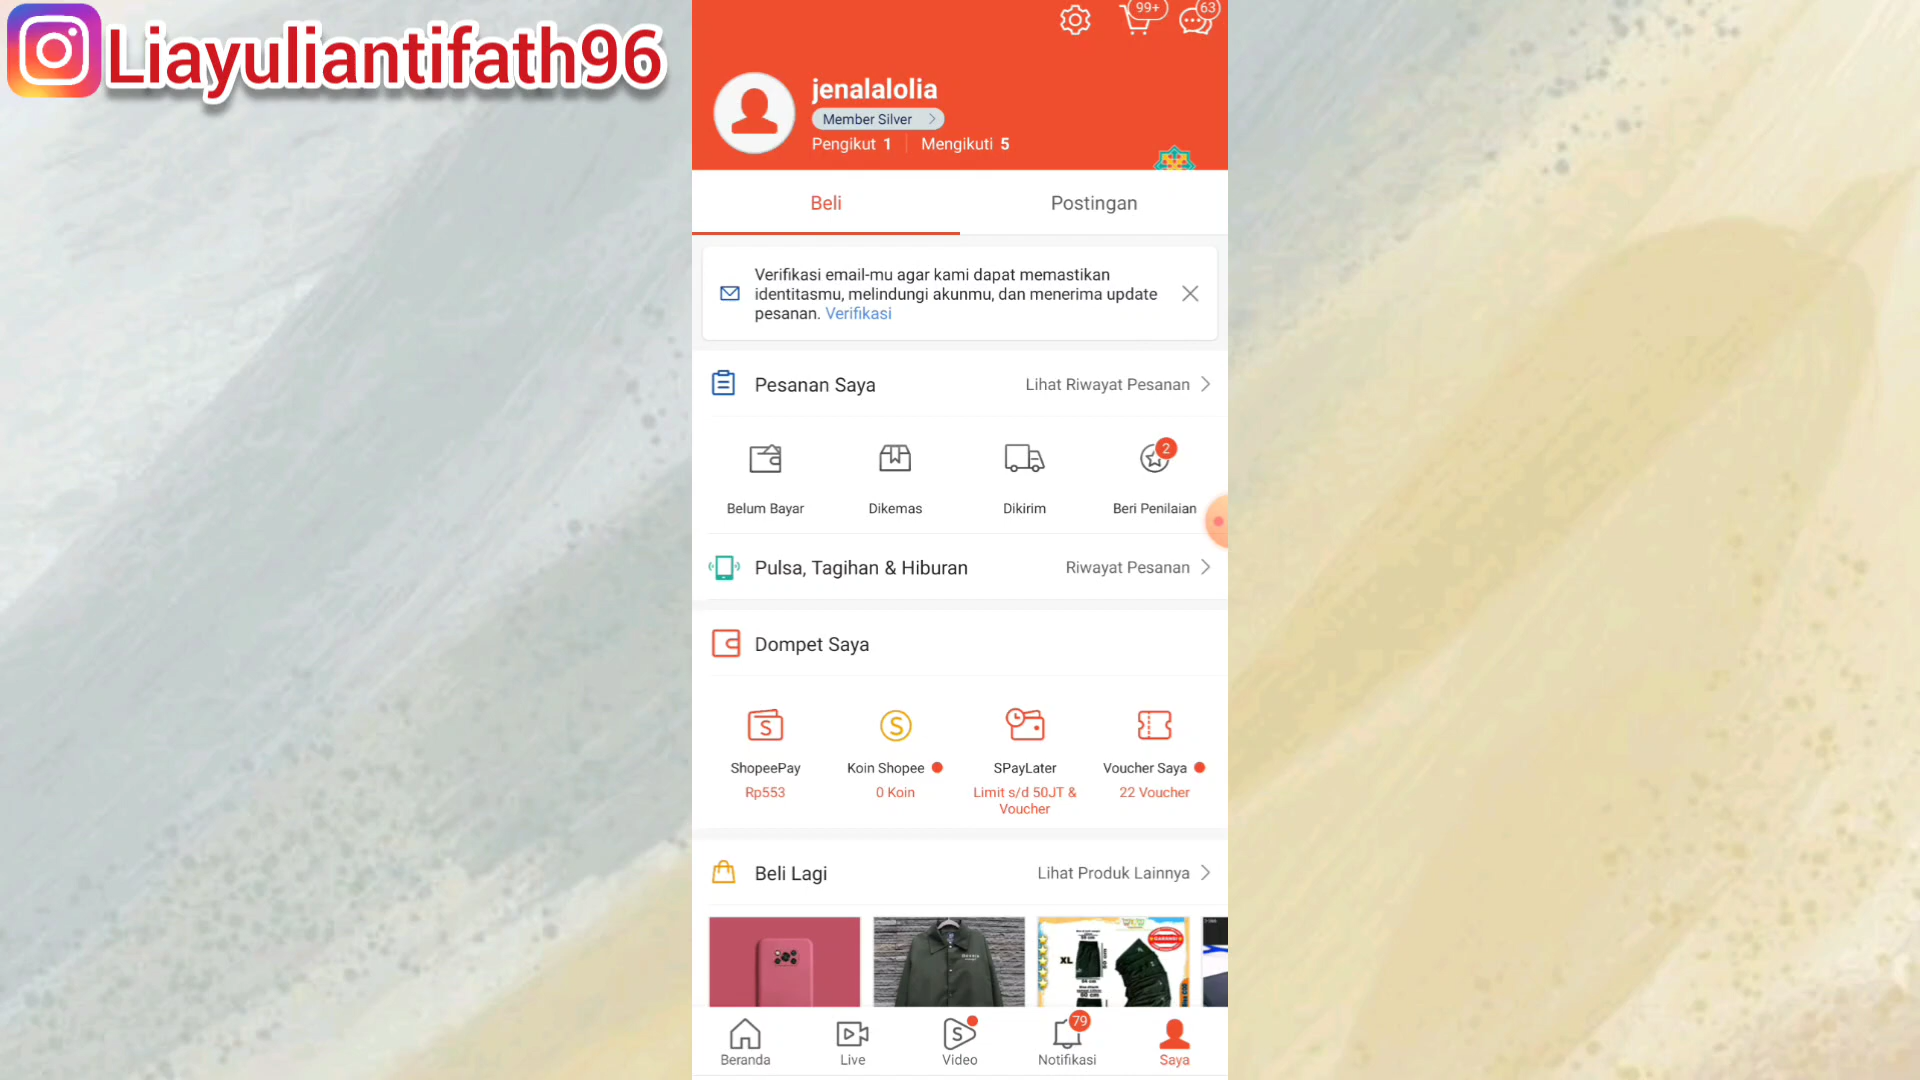 Liayuliantifath96
99+
63
jenalalolia
Member Silver
Pengikut 1 Mengikuti 5
Beli Postingan
Verifikasi email-mu agar kami dapat memastikan
identitasmu, melindungi akunmu, dan menerima update
pesanan. Verifikasi
Pesanan Saya Lihat Riwayat Pesanan
2
Belum Bayar Dikemas Dikirim Beri Penilaian
Pulsa, Tagihan & Hiburan Riwayat Pesanan
Dompet Saya
ShopeePay Koin Shopee SPayLater Voucher Saya
Rp553 0 Koin Limit s/d 50JT & 22 Voucher
Voucher
Beli Lagi Lihat Produk Lainnya
XL
79
Beranda Live Video Notifikasi Saya